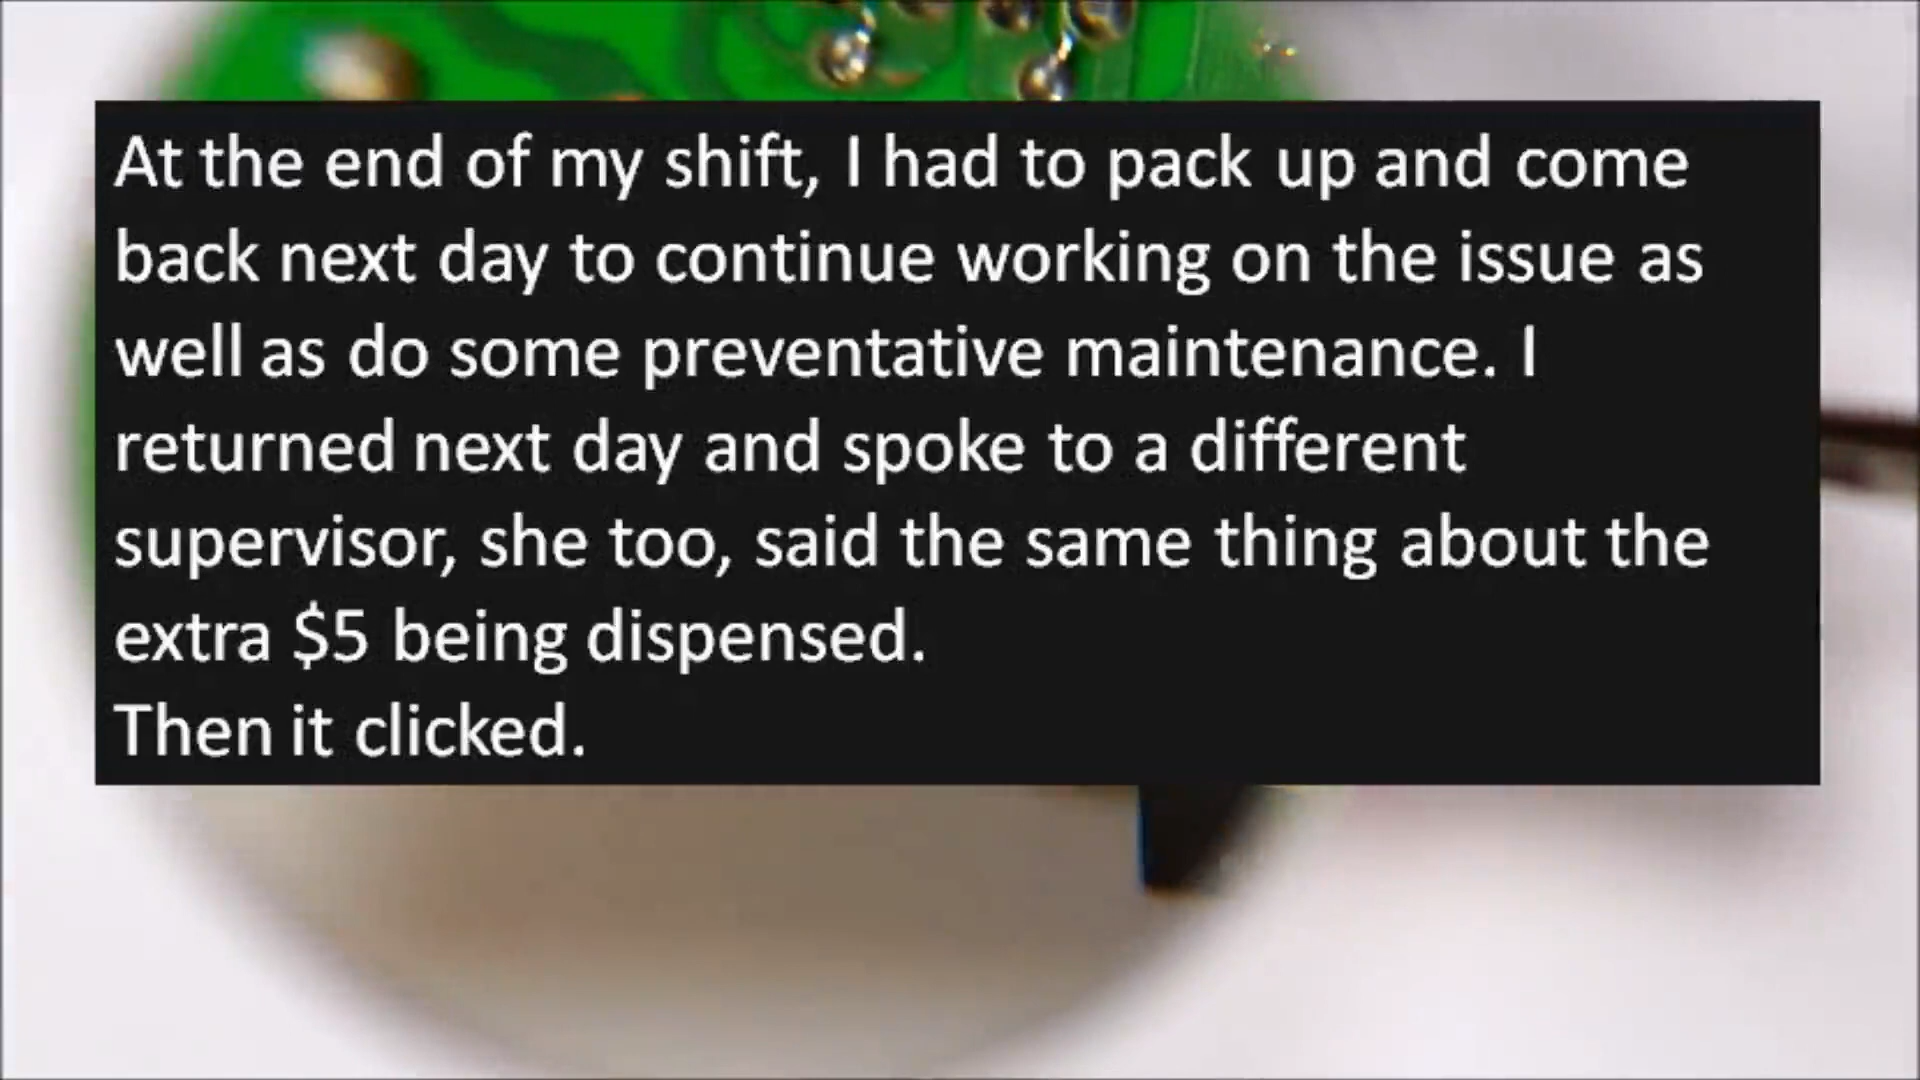 At the end of my shift, I had to pack up and come
back next day to continue working on the issue as
well as do some preventative maintenance. I
returned next day and spoke to a different
supervisor, she too, said the same thing about the
extra $5 being dispensed.
Then it clicked.